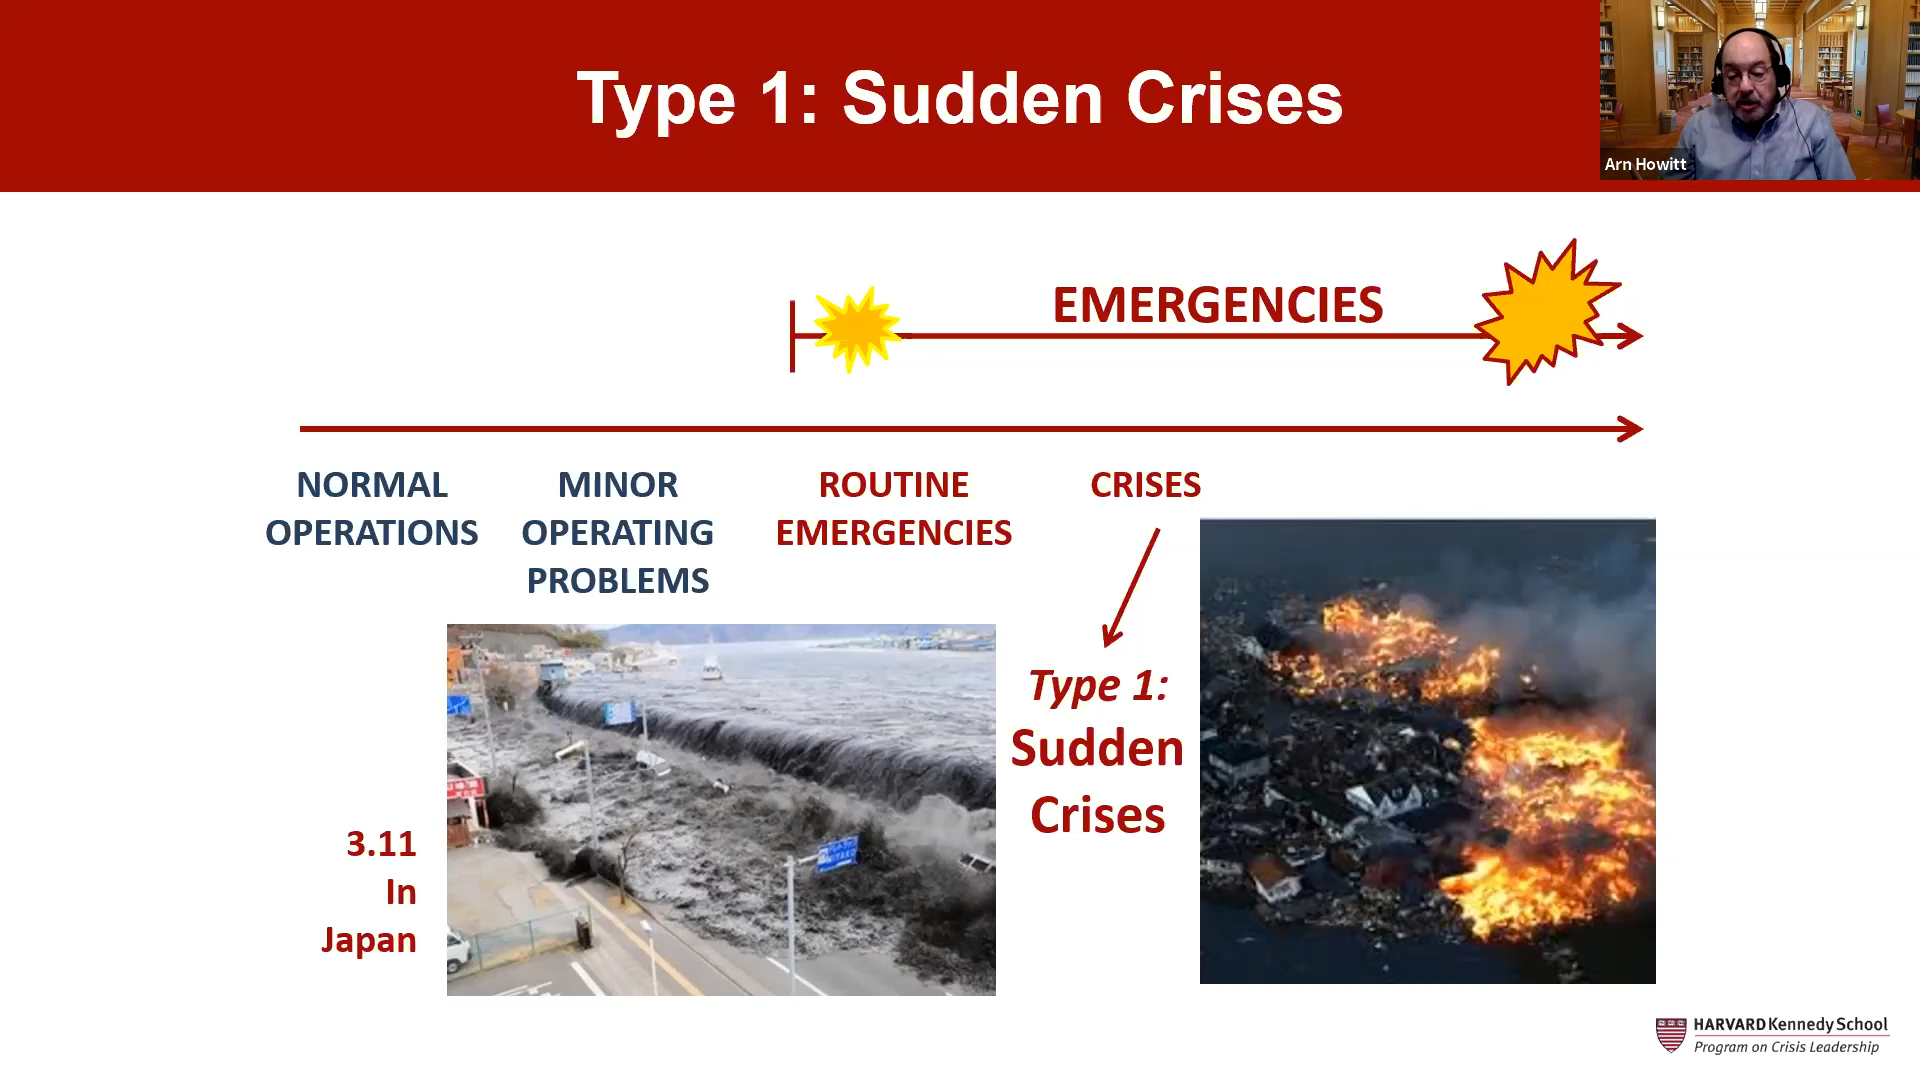 Type 1: Sudden Crises
Arn Howitt
EMERGENCIES
NORMAL
OPERATIONS
MINOR
OPERATING
PROBLEMS
ROUTINE
EMERGENCIES
CRISES
Type 1:
Sudden
Crises
3.11
In
Japan
HARVARD Kennedy School
Program on Crisis Leadership